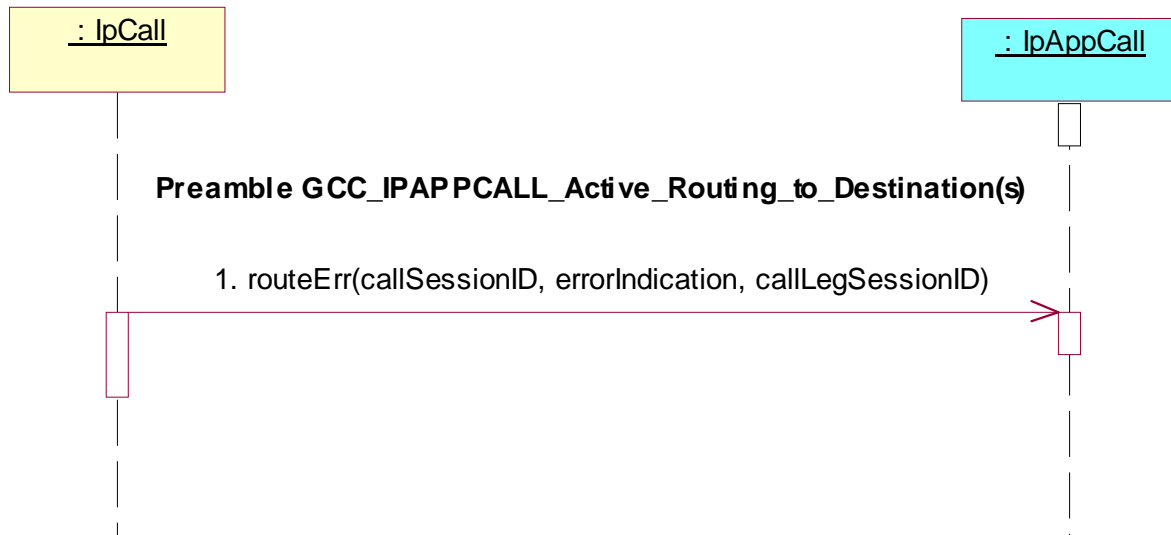 : IpCall
: IpAppCall
Preamble GCC_IPAPPCALL_Active_Routing_to_Destination(s)
1. routeErr(callSessionID, errorIndication, callLegSessionID)